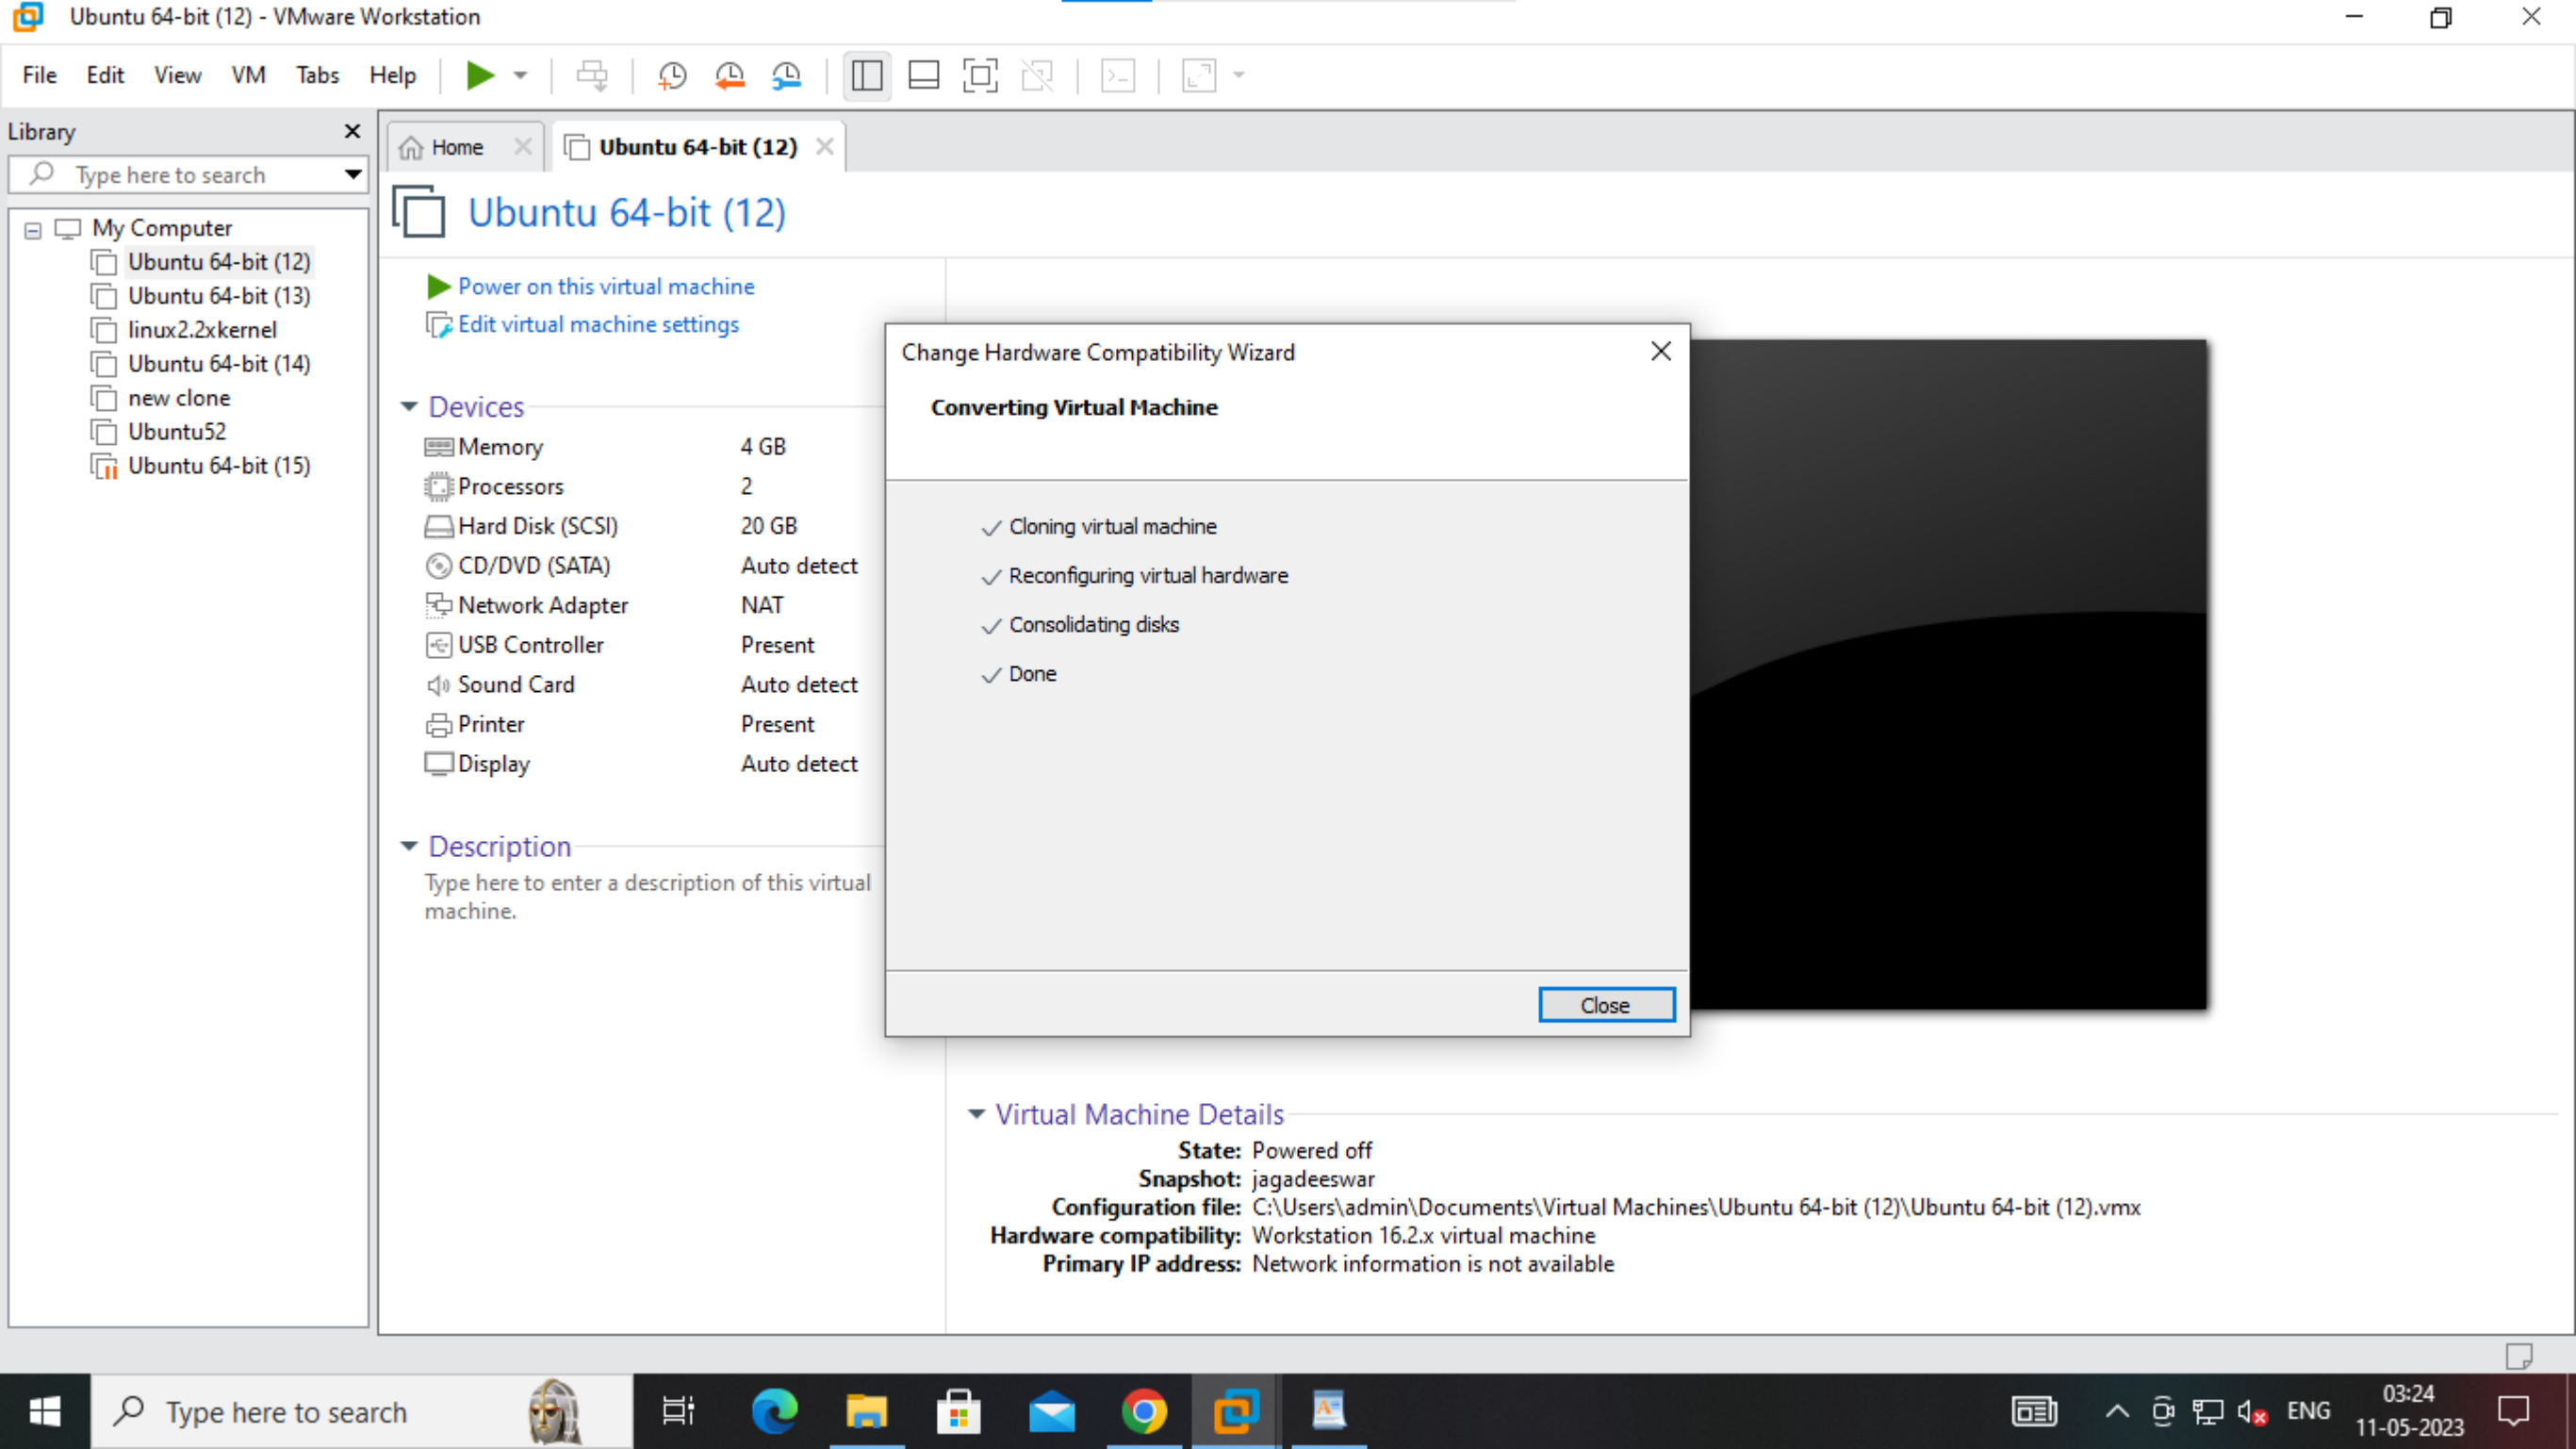 Ubuntu 64-bit (12) - VMware Workstation
File Edit View VM Tabs Help
Library
Type here to search
My Computer
Ubuntu 64-bit (12)
Ubuntu 64-bit (13)
linux2.2xkernel
Ubuntu 64-bit (14)
new clone
Ubuntu52
Ubuntu 64-bit (15)
Home
Ubuntu 64-bit (12)
Ubuntu 64-bit (12)
Power on this virtual machine
Edit virtual machine settings
Devices
Memory 4 GB
Processors 2
Hard Disk (SCSI) 20 GB
CD/DVD (SATA) Auto detect
Network Adapter NAT
USB Controller Present
Sound Card Auto detect
Printer Present
Display Auto detect
Description
Type here to enter a description of this virtual
machine.
Change Hardware Compatibility Wizard
Converting Virtual Machine
Cloning virtual machine
Reconfiguring virtual hardware
Consolidating disks
Done
Close
Virtual Machine Details
State: Powered off
Snapshot: jagadeeswar
Configuration file: C:\Users\admin\Documents\Virtual Machines\Ubuntu 64-bit (12)\Ubuntu 64-bit (12).vmx
Hardware compatibility: Workstation 16.2.x virtual machine
Primary IP address: Network information is not available
Type here to search
ENG
03:24
11-05-2023